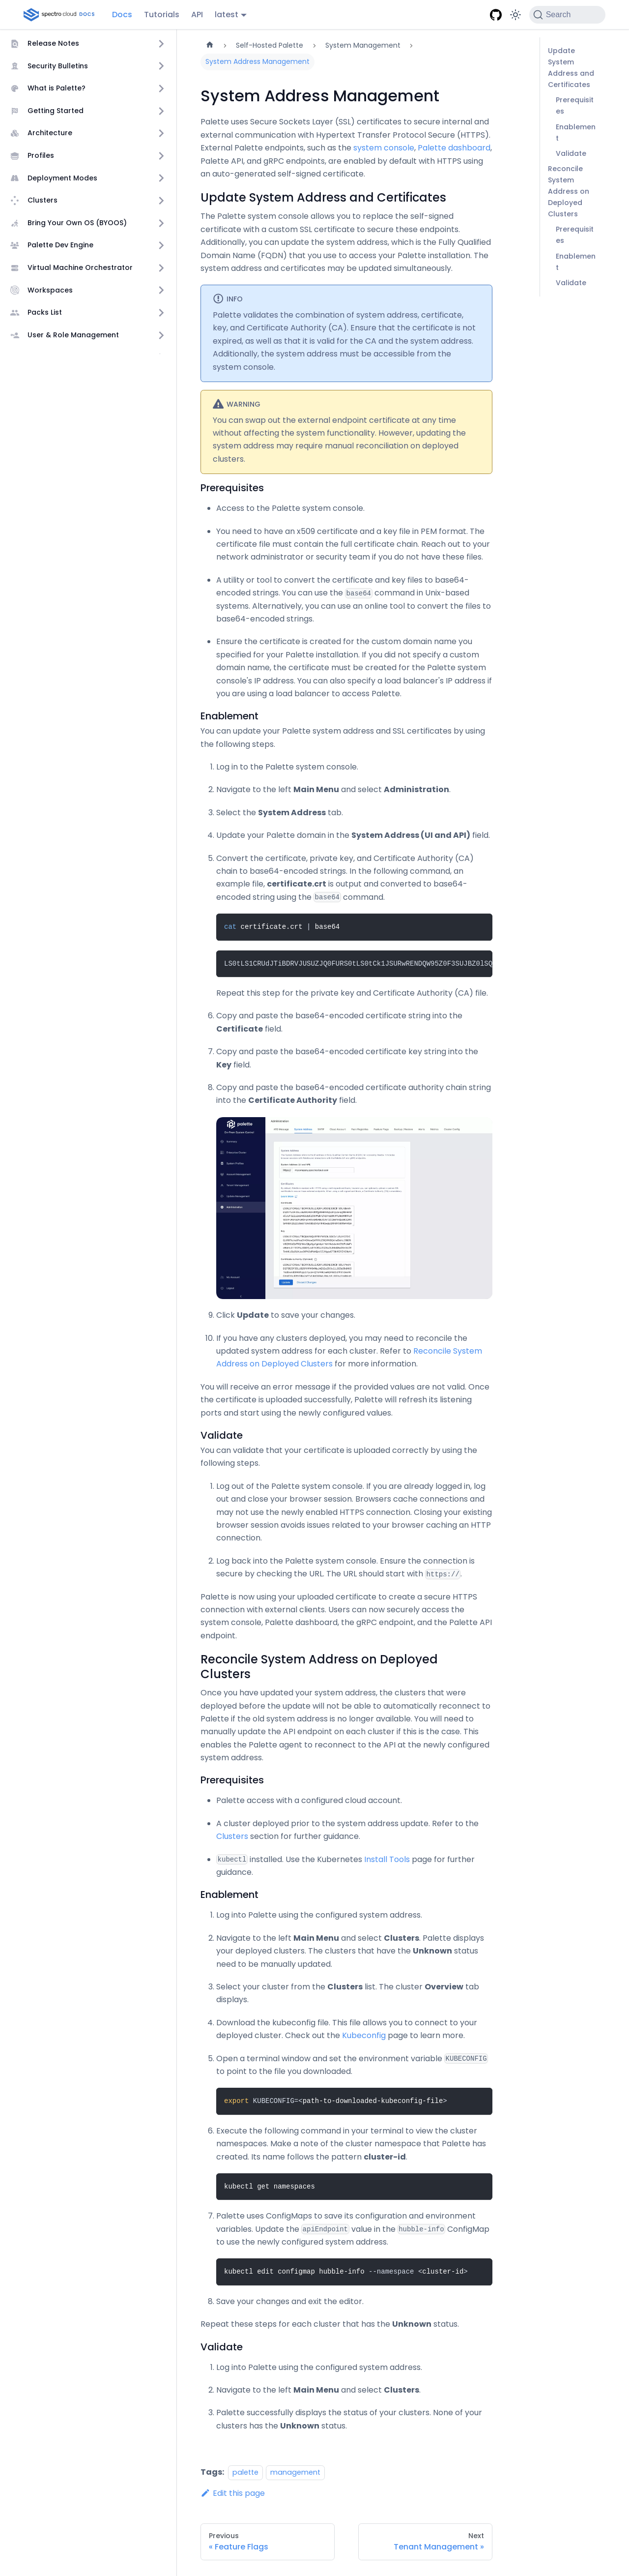 spectro cloud DOCS
Docs
Tutorials
API
latest
Search
Release Notes
Security Bulletins
What is Palette?
Getting Started
Architecture
Profiles
Deployment Modes
Clusters
Bring Your Own OS (BYOOS)
Palette Dev Engine
Virtual Machine Orchestrator
Workspaces
Packs List
User & Role Management
Self-Hosted Palette
System Management
System Address Management
System Address Management
Palette uses Secure Sockets Layer (SSL) certificates to secure internal and
external communication with Hypertext Transfer Protocol Secure (HTTPS).
External Palette endpoints, such as the system console, Palette dashboard,
Palette API, and gRPC endpoints, are enabled by default with HTTPS using
an auto-generated self-signed certificate.
Update System Address and Certificates
The Palette system console allows you to replace the self-signed
certificate with a custom SSL certificate to secure these endpoints.
Additionally, you can update the system address, which is the Fully Qualified
Domain Name (FQDN) that you use to access your Palette installation. The
system address and certificates may be updated simultaneously.
INFO
Palette validates the combination of system address, certificate,
key, and Certificate Authority (CA). Ensure that the certificate is not
expired, as well as that it is valid for the CA and the system address.
Additionally, the system address must be accessible from the
system console.
WARNING
You can swap out the external endpoint certificate at any time
without affecting the system functionality. However, updating the
system address may require manual reconciliation on deployed
clusters.
Prerequisites
Access to the Palette system console.
You need to have an x509 certificate and a key file in PEM format. The
certificate file must contain the full certificate chain. Reach out to your
network administrator or security team if you do not have these files.
A utility or tool to convert the certificate and key files to base64-
encoded strings. You can use the base64 command in Unix-based
systems. Alternatively, you can use an online tool to convert the files to
base64-encoded strings.
Ensure the certificate is created for the custom domain name you
specified for your Palette installation. If you did not specify a custom
domain name, the certificate must be created for the Palette system
console's IP address. You can also specify a load balancer's IP address if
you are using a load balancer to access Palette.
Enablement
You can update your Palette system address and SSL certificates by using
the following steps.
1. Log in to the Palette system console.
2. Navigate to the left Main Menu and select Administration.
3. Select the System Address tab.
4. Update your Palette domain in the System Address (UI and API) field.
5. Convert the certificate, private key, and Certificate Authority (CA)
chain to base64-encoded strings. In the following command, an
example file, certificate.crt is output and converted to base64-
encoded string using the base64 command.
cat certificate.crt | base64
LS0tLS1CRUdJTiBDRVJUSUZJQ0FURS0tLS0tCk1JSURwRENDQW95Z0F3SUJBZ0lSQ
Repeat this step for the private key and Certificate Authority (CA) file.
6. Copy and paste the base64-encoded certificate string into the
Certificate field.
7. Copy and paste the base64-encoded certificate key string into the
Key field.
8. Copy and paste the base64-encoded certificate authority chain string
into the Certificate Authority field.
palette
9. Click Update to save your changes.
10. If you have any clusters deployed, you may need to reconcile the
updated system address for each cluster. Refer to Reconcile System
Address on Deployed Clusters for more information.
You will receive an error message if the provided values are not valid. Once
the certificate is uploaded successfully, Palette will refresh its listening
ports and start using the newly configured values.
Validate
You can validate that your certificate is uploaded correctly by using the
following steps.
1. Log out of the Palette system console. If you are already logged in, log
out and close your browser session. Browsers cache connections and
may not use the newly enabled HTTPS connection. Closing your existing
browser session avoids issues related to your browser caching an HTTP
connection.
2. Log back into the Palette system console. Ensure the connection is
secure by checking the URL. The URL should start with https://.
Palette is now using your uploaded certificate to create a secure HTTPS
connection with external clients. Users can now securely access the
system console, Palette dashboard, the gRPC endpoint, and the Palette API
endpoint.
Reconcile System Address on Deployed
Clusters
Once you have updated your system address, the clusters that were
deployed before the update will not be able to automatically reconnect to
Palette if the old system address is no longer available. You will need to
manually update the API endpoint on each cluster if this is the case. This
enables the Palette agent to reconnect to the API at the newly configured
system address.
Prerequisites
Palette access with a configured cloud account.
A cluster deployed prior to the system address update. Refer to the
Clusters section for further guidance.
kubectl installed. Use the Kubernetes Install Tools page for further
guidance.
Enablement
1. Log into Palette using the configured system address.
2. Navigate to the left Main Menu and select Clusters. Palette displays
your deployed clusters. The clusters that have the Unknown status
need to be manually updated.
3. Select your cluster from the Clusters list. The cluster Overview tab
displays.
4. Download the kubeconfig file. This file allows you to connect to your
deployed cluster. Check out the Kubeconfig page to learn more.
5. Open a terminal window and set the environment variable KUBECONFIG
to point to the file you downloaded.
export KUBECONFIG=<path-to-downloaded-kubeconfig-file>
6. Execute the following command in your terminal to view the cluster
namespaces. Make a note of the cluster namespace that Palette has
created. Its name follows the pattern cluster-id.
kubectl get namespaces
7. Palette uses ConfigMaps to save its configuration and environment
variables. Update the apiEndpoint value in the hubble-info ConfigMap
to use the newly configured system address.
kubectl edit configmap hubble-info --namespace <cluster-id>
8. Save your changes and exit the editor.
Repeat these steps for each cluster that has the Unknown status.
Validate
1. Log into Palette using the configured system address.
2. Navigate to the left Main Menu and select Clusters.
3. Palette successfully displays the status of your clusters. None of your
clusters has the Unknown status.
Tags: palette management
Edit this page
Previous
« Feature Flags
Next
Tenant Management »
Update
System
Address and
Certificates
Prerequisit
es
Enablemen
t
Validate
Reconcile
System
Address on
Deployed
Clusters
Prerequisit
es
Enablemen
t
Validate